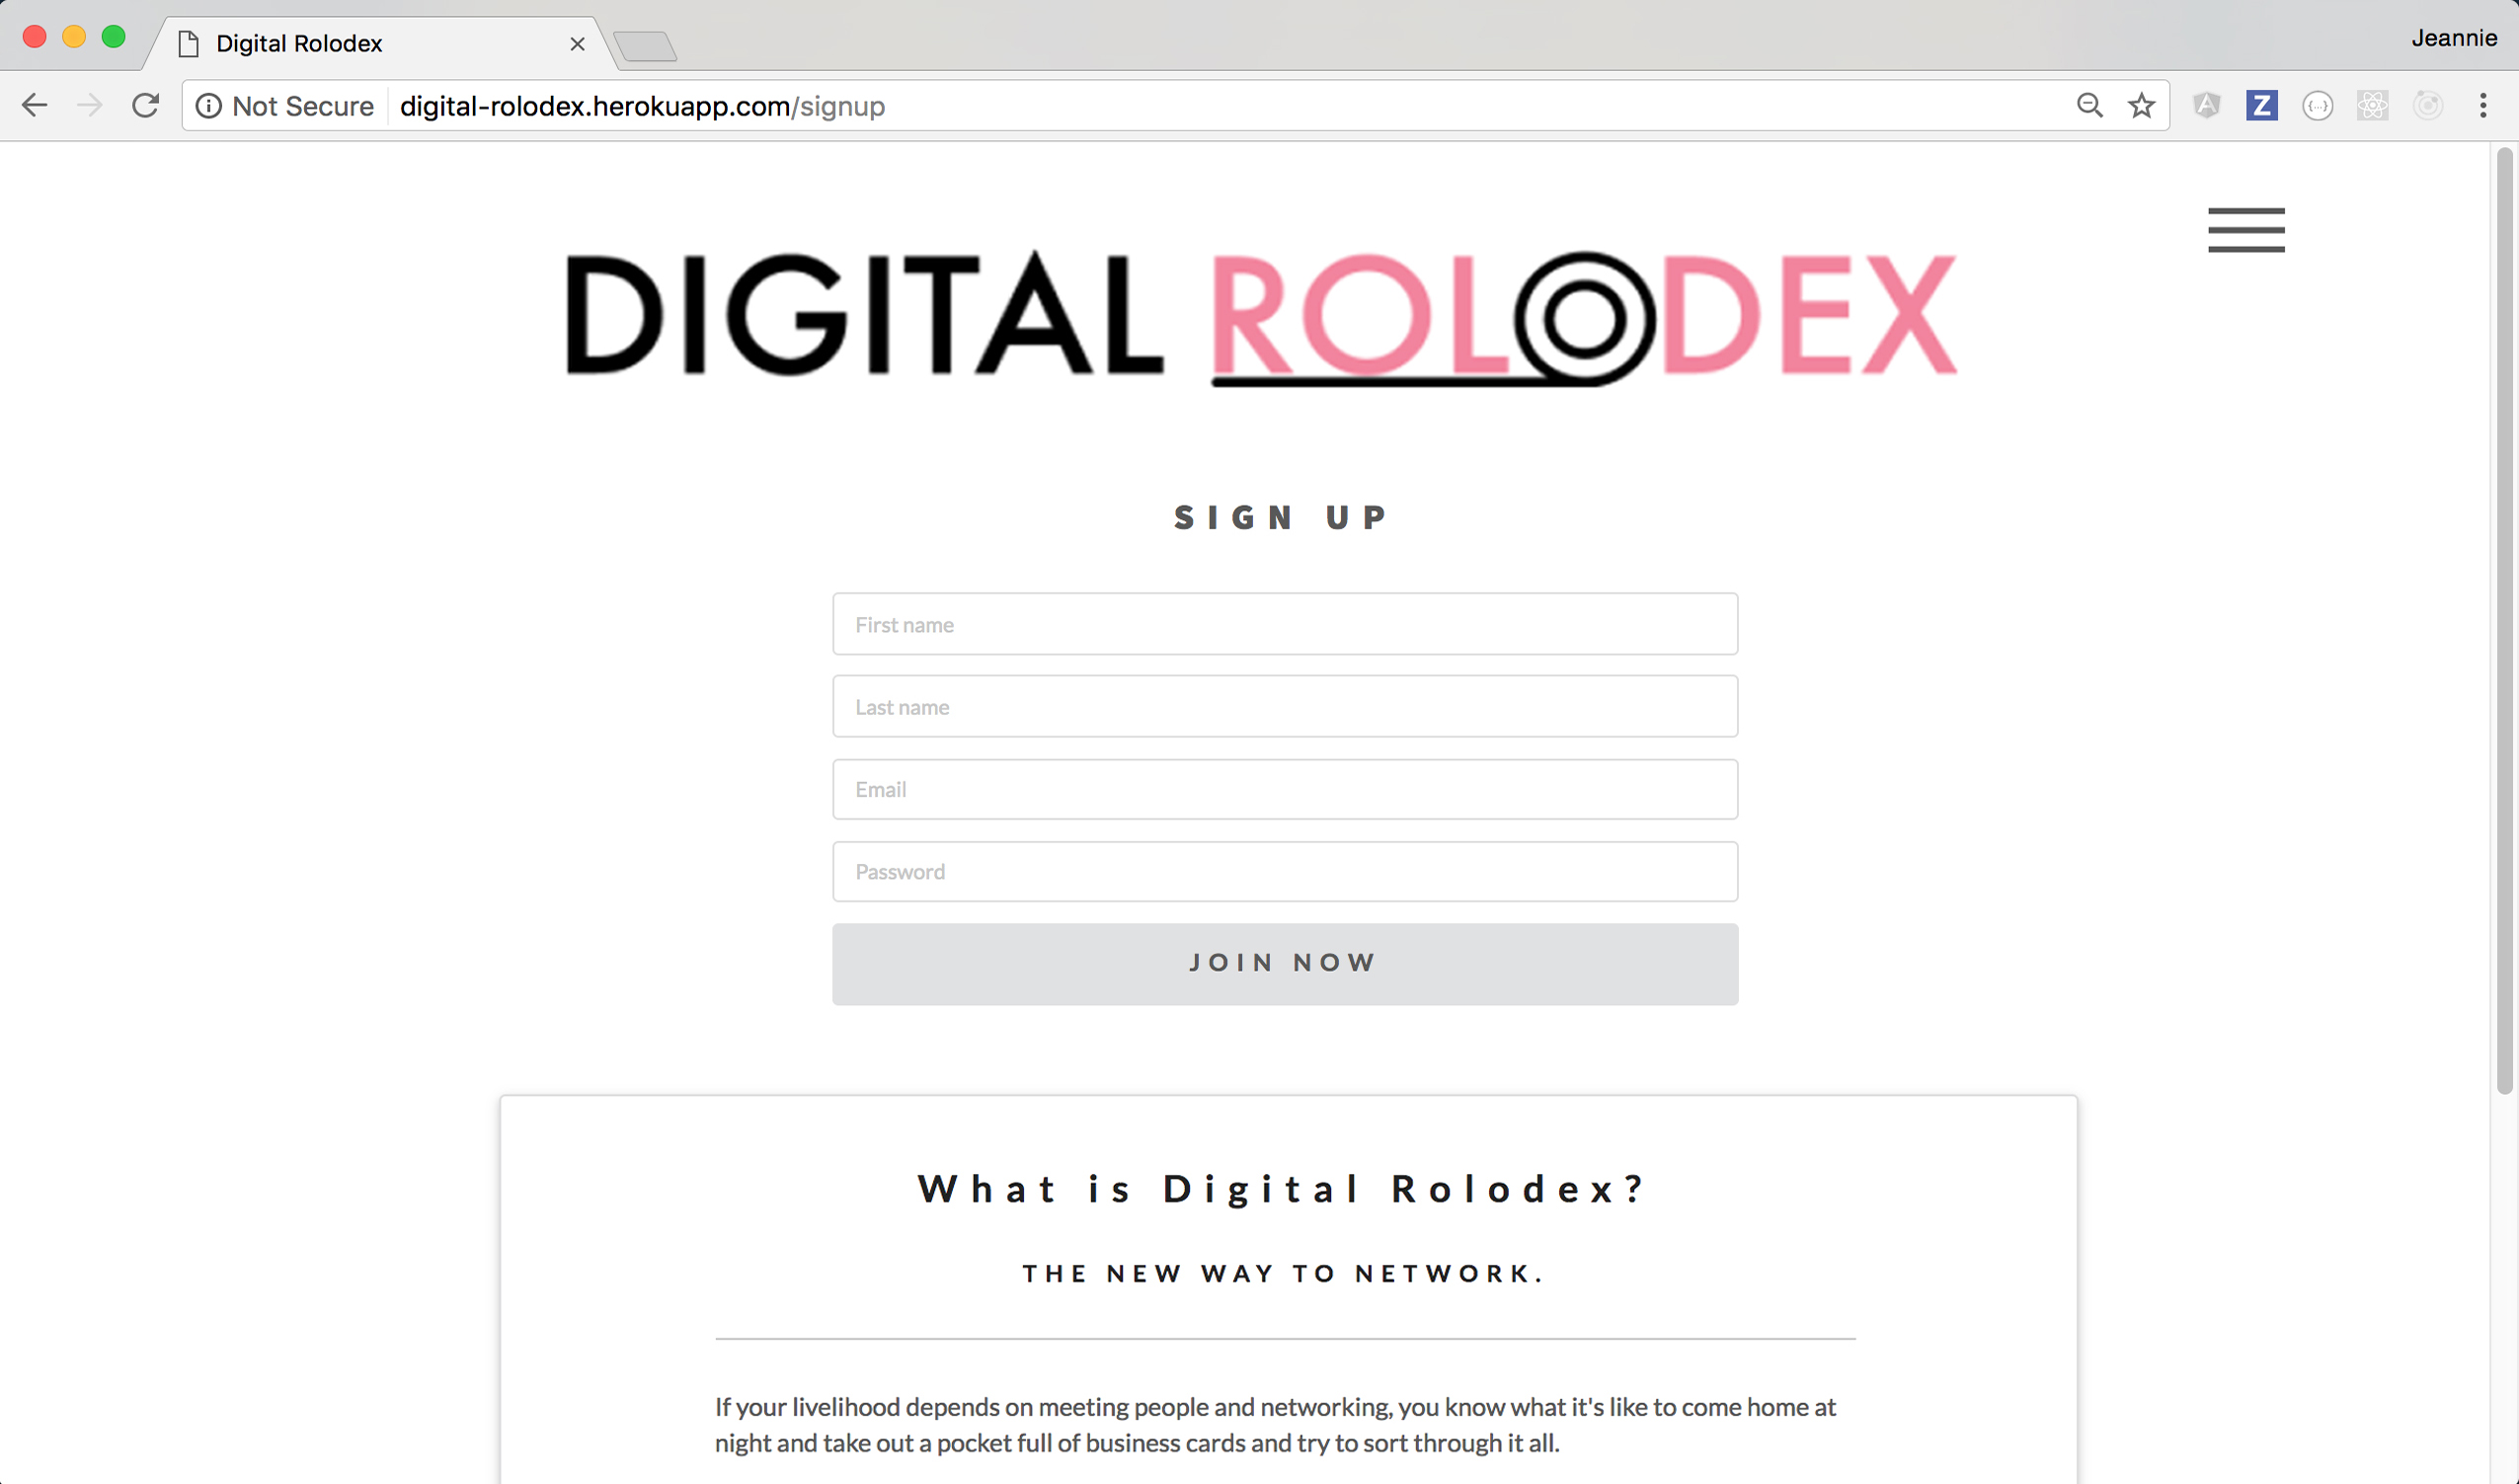 Digital Rolodex
Jeannie
Not Secure digital-rolodex.herokuapp.com/signup
DIGITAL ROLODEX
SIGN UP
First name
Last name
Email
Password
JOIN NOW
What is Digital Rolodex?
THE NEW WAY TO NETWORK.
If your livelihood depends on meeting people and networking, you know what it's like to come home at
night and take out a pocket full of business cards and try to sort through it all.